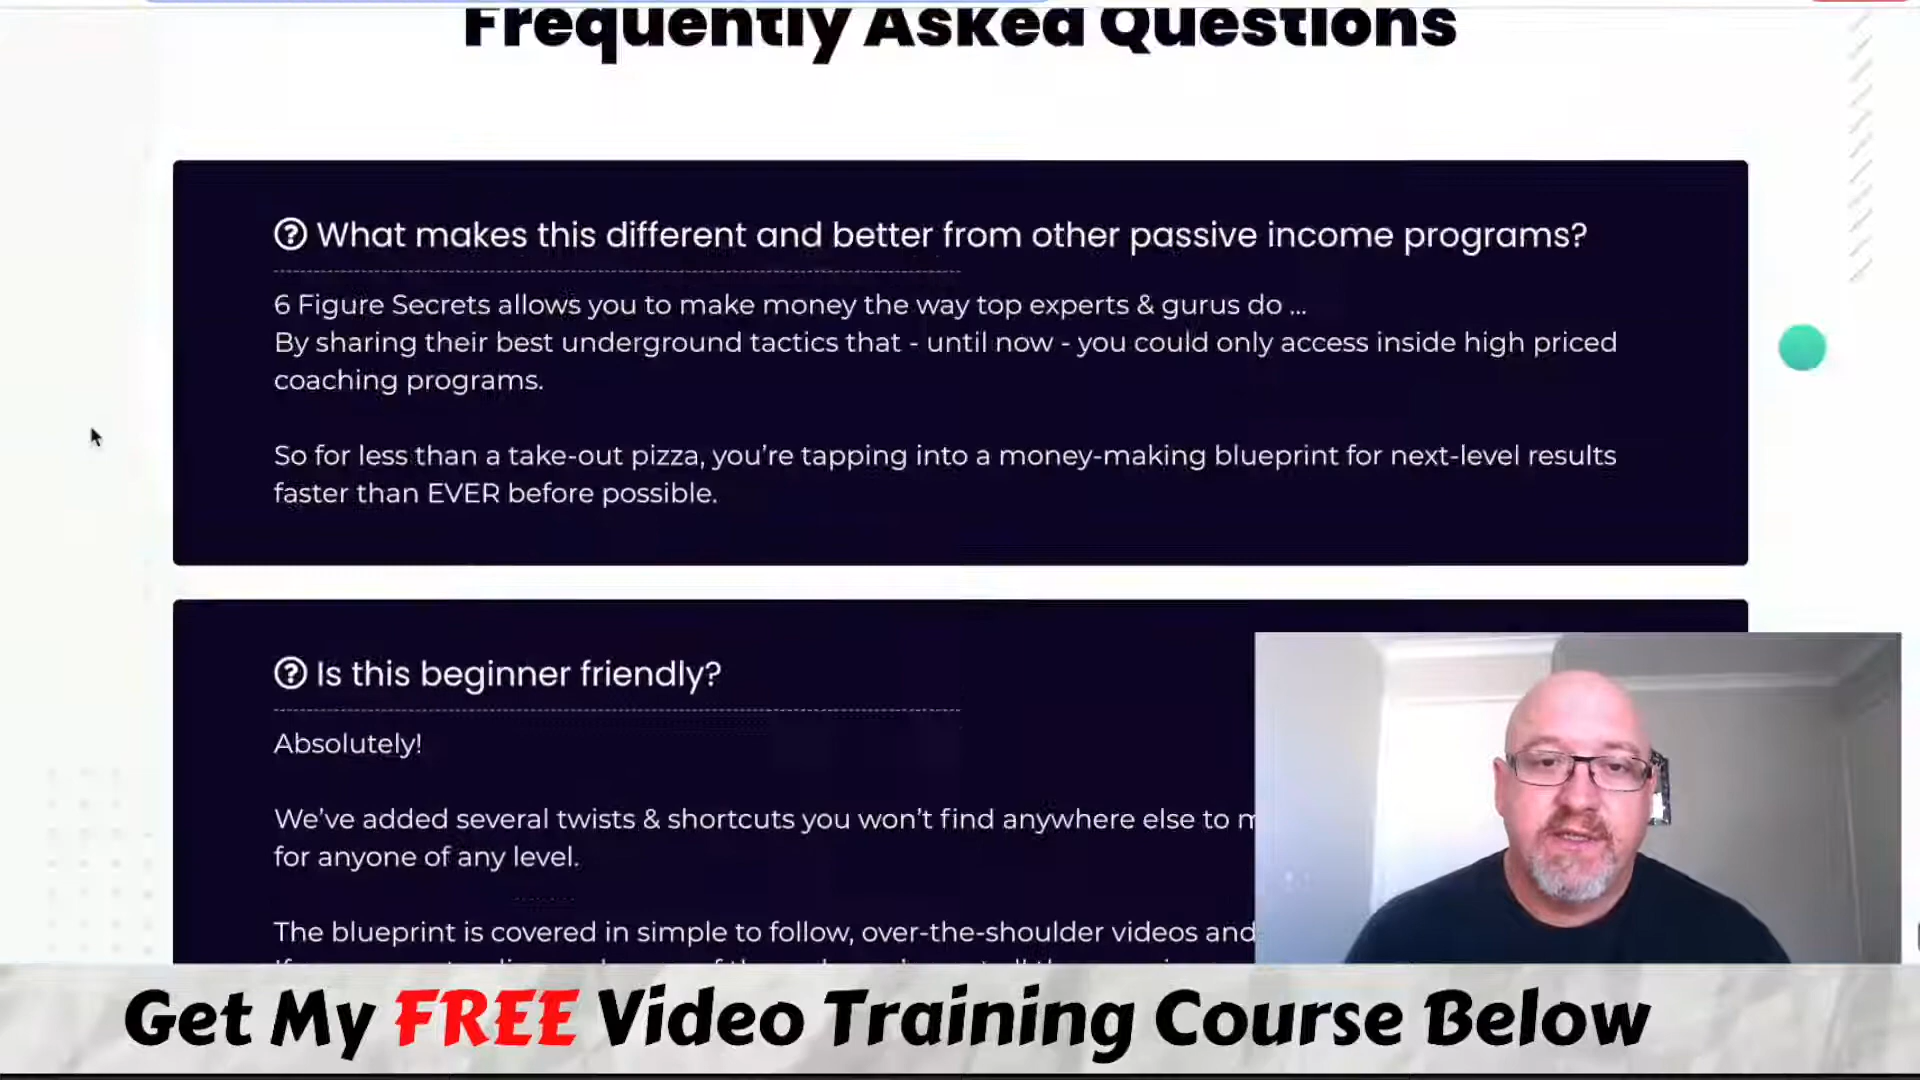 Frequently Asked Questions
What makes this different and better from other passive income programs?
6 Figure Secrets allows you to make money the way top experts & gurus do ...
By sharing their best underground tactics that - until now - you could only access inside high priced
coaching programs.
So for less than a take-out pizza, you’re tapping into a money-making blueprint for next-level results
faster than EVER before possible.
Is this beginner friendly?
Absolutely!
We’ve added several twists & shortcuts you won’t find anywhere else to
for anyone of any level.
The blueprint is covered in simple to follow, over-the-shoulder videos and
Get My FREE Video Training Course Below